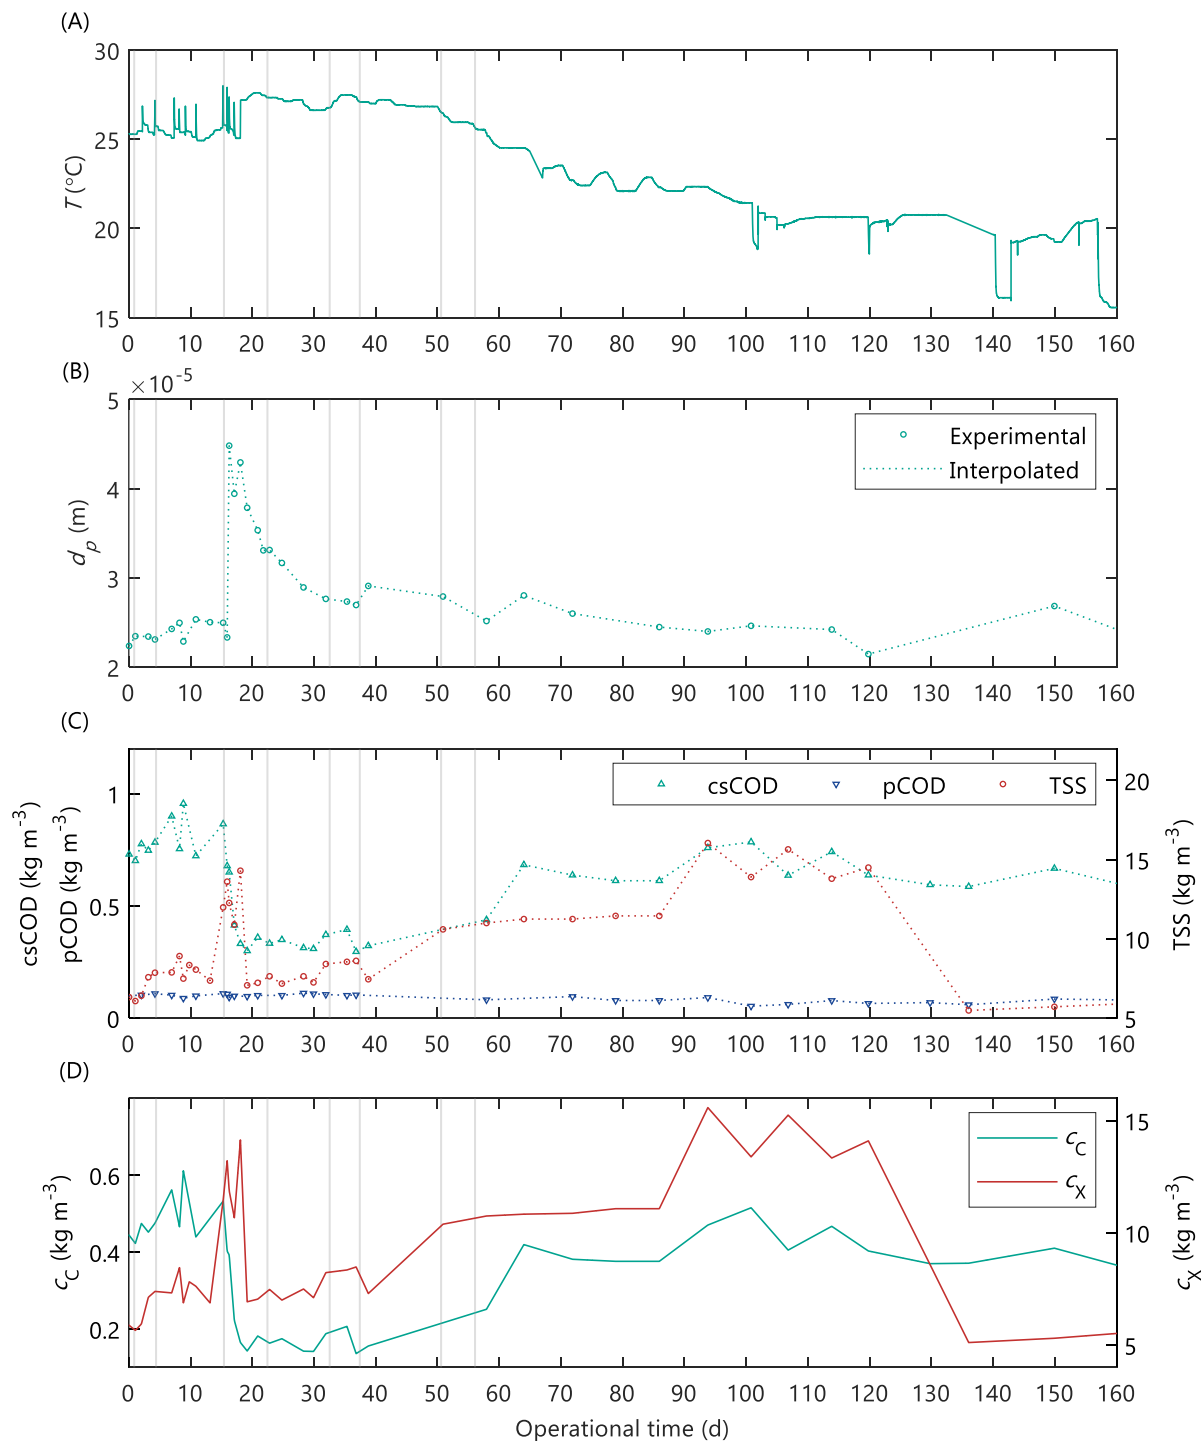 (A)
30
25
20
15
T (°C)
0 10 20 30 40 50 60 70 80 90 100 110 120 130 140 150 160
(B)
×10⁻⁵
5
4
3
2
d_p (m)
Experimental
Interpolated
0 10 20 30 40 50 60 70 80 90 100 110 120 130 140 150 160
(C)
csCOD (kg m⁻³)
pCOD (kg m⁻³)
1
0.5
0
csCOD pCOD TSS
20
15
10
5
TSS (kg m⁻³)
0 10 20 30 40 50 60 70 80 90 100 110 120 130 140 150 160
(D)
c_C (kg m⁻³)
0.6
0.4
0.2
c_C
c_X
15
10
5
c_X (kg m⁻³)
0 10 20 30 40 50 60 70 80 90 100 110 120 130 140 150 160
Operational time (d)